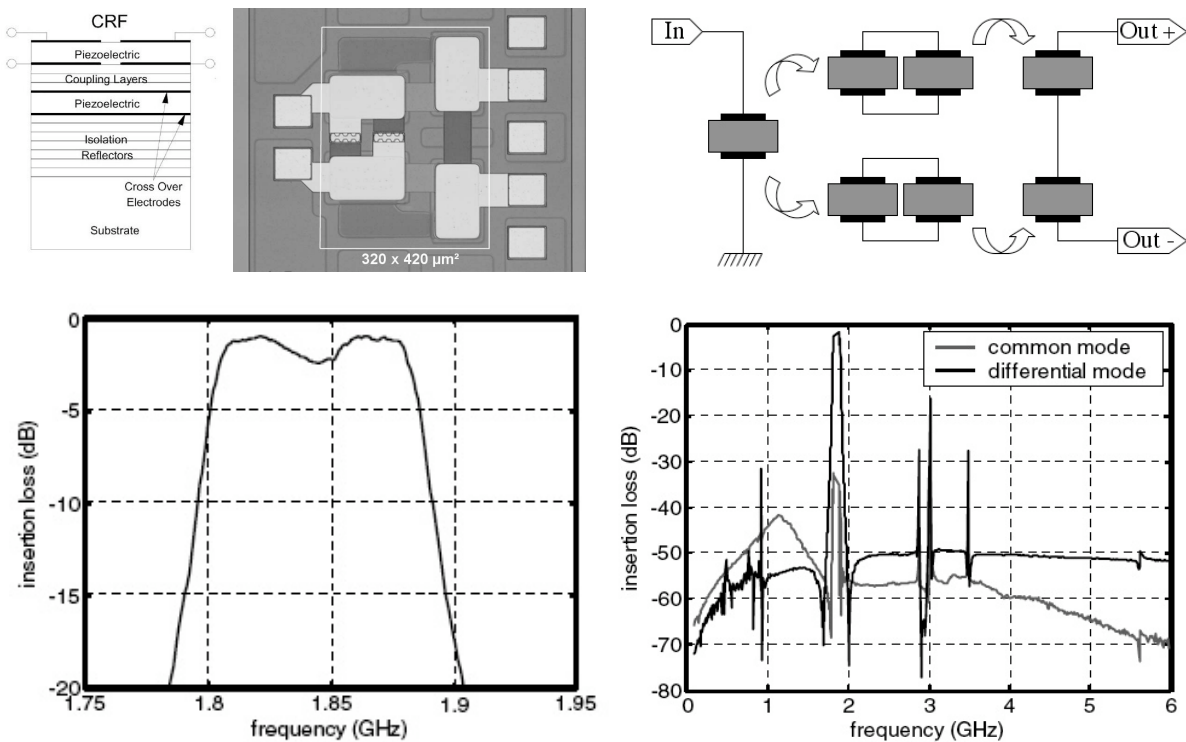 CRF
Piezoelectric
Coupling Layers
Piezoelectric
Isolation
Reflectors
Cross Over
Electrodes
Substrate
320 x 420 µm²
In
Out +
Out -
0
-5
-10
-15
-20
1.75
1.8
1.85
1.9
1.95
insertion loss (dB)
frequency (GHz)
0
-10
-20
-30
-40
-50
-60
-70
-80
0
1
2
3
4
5
6
common mode
differential mode
insertion loss (dB)
frequency (GHz)